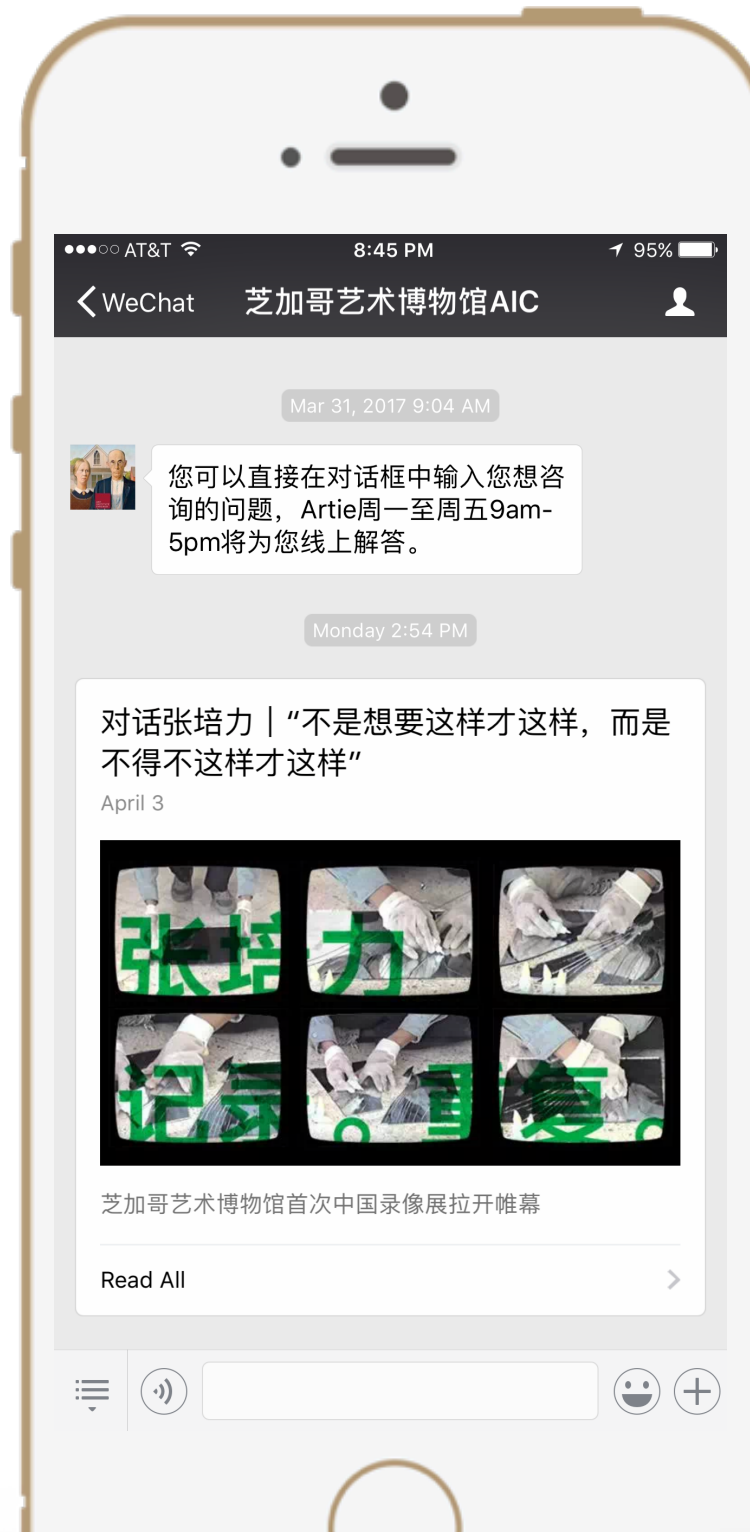 AT&T
8:45 PM
95%
WeChat
芝加哥艺术博物馆AIC
Mar 31, 2017 9:04 AM
您可以直接在对话框中输入您想咨
询的问题，Artie周一至周五9am-
5pm将为您线上解答。
Monday 2:54 PM
对话张培力｜“不是想要这样才这样，而是
不得不这样才这样”
April 3
张培力
记录。重复。
芝加哥艺术博物馆首次中国录像展拉开帷幕
Read All